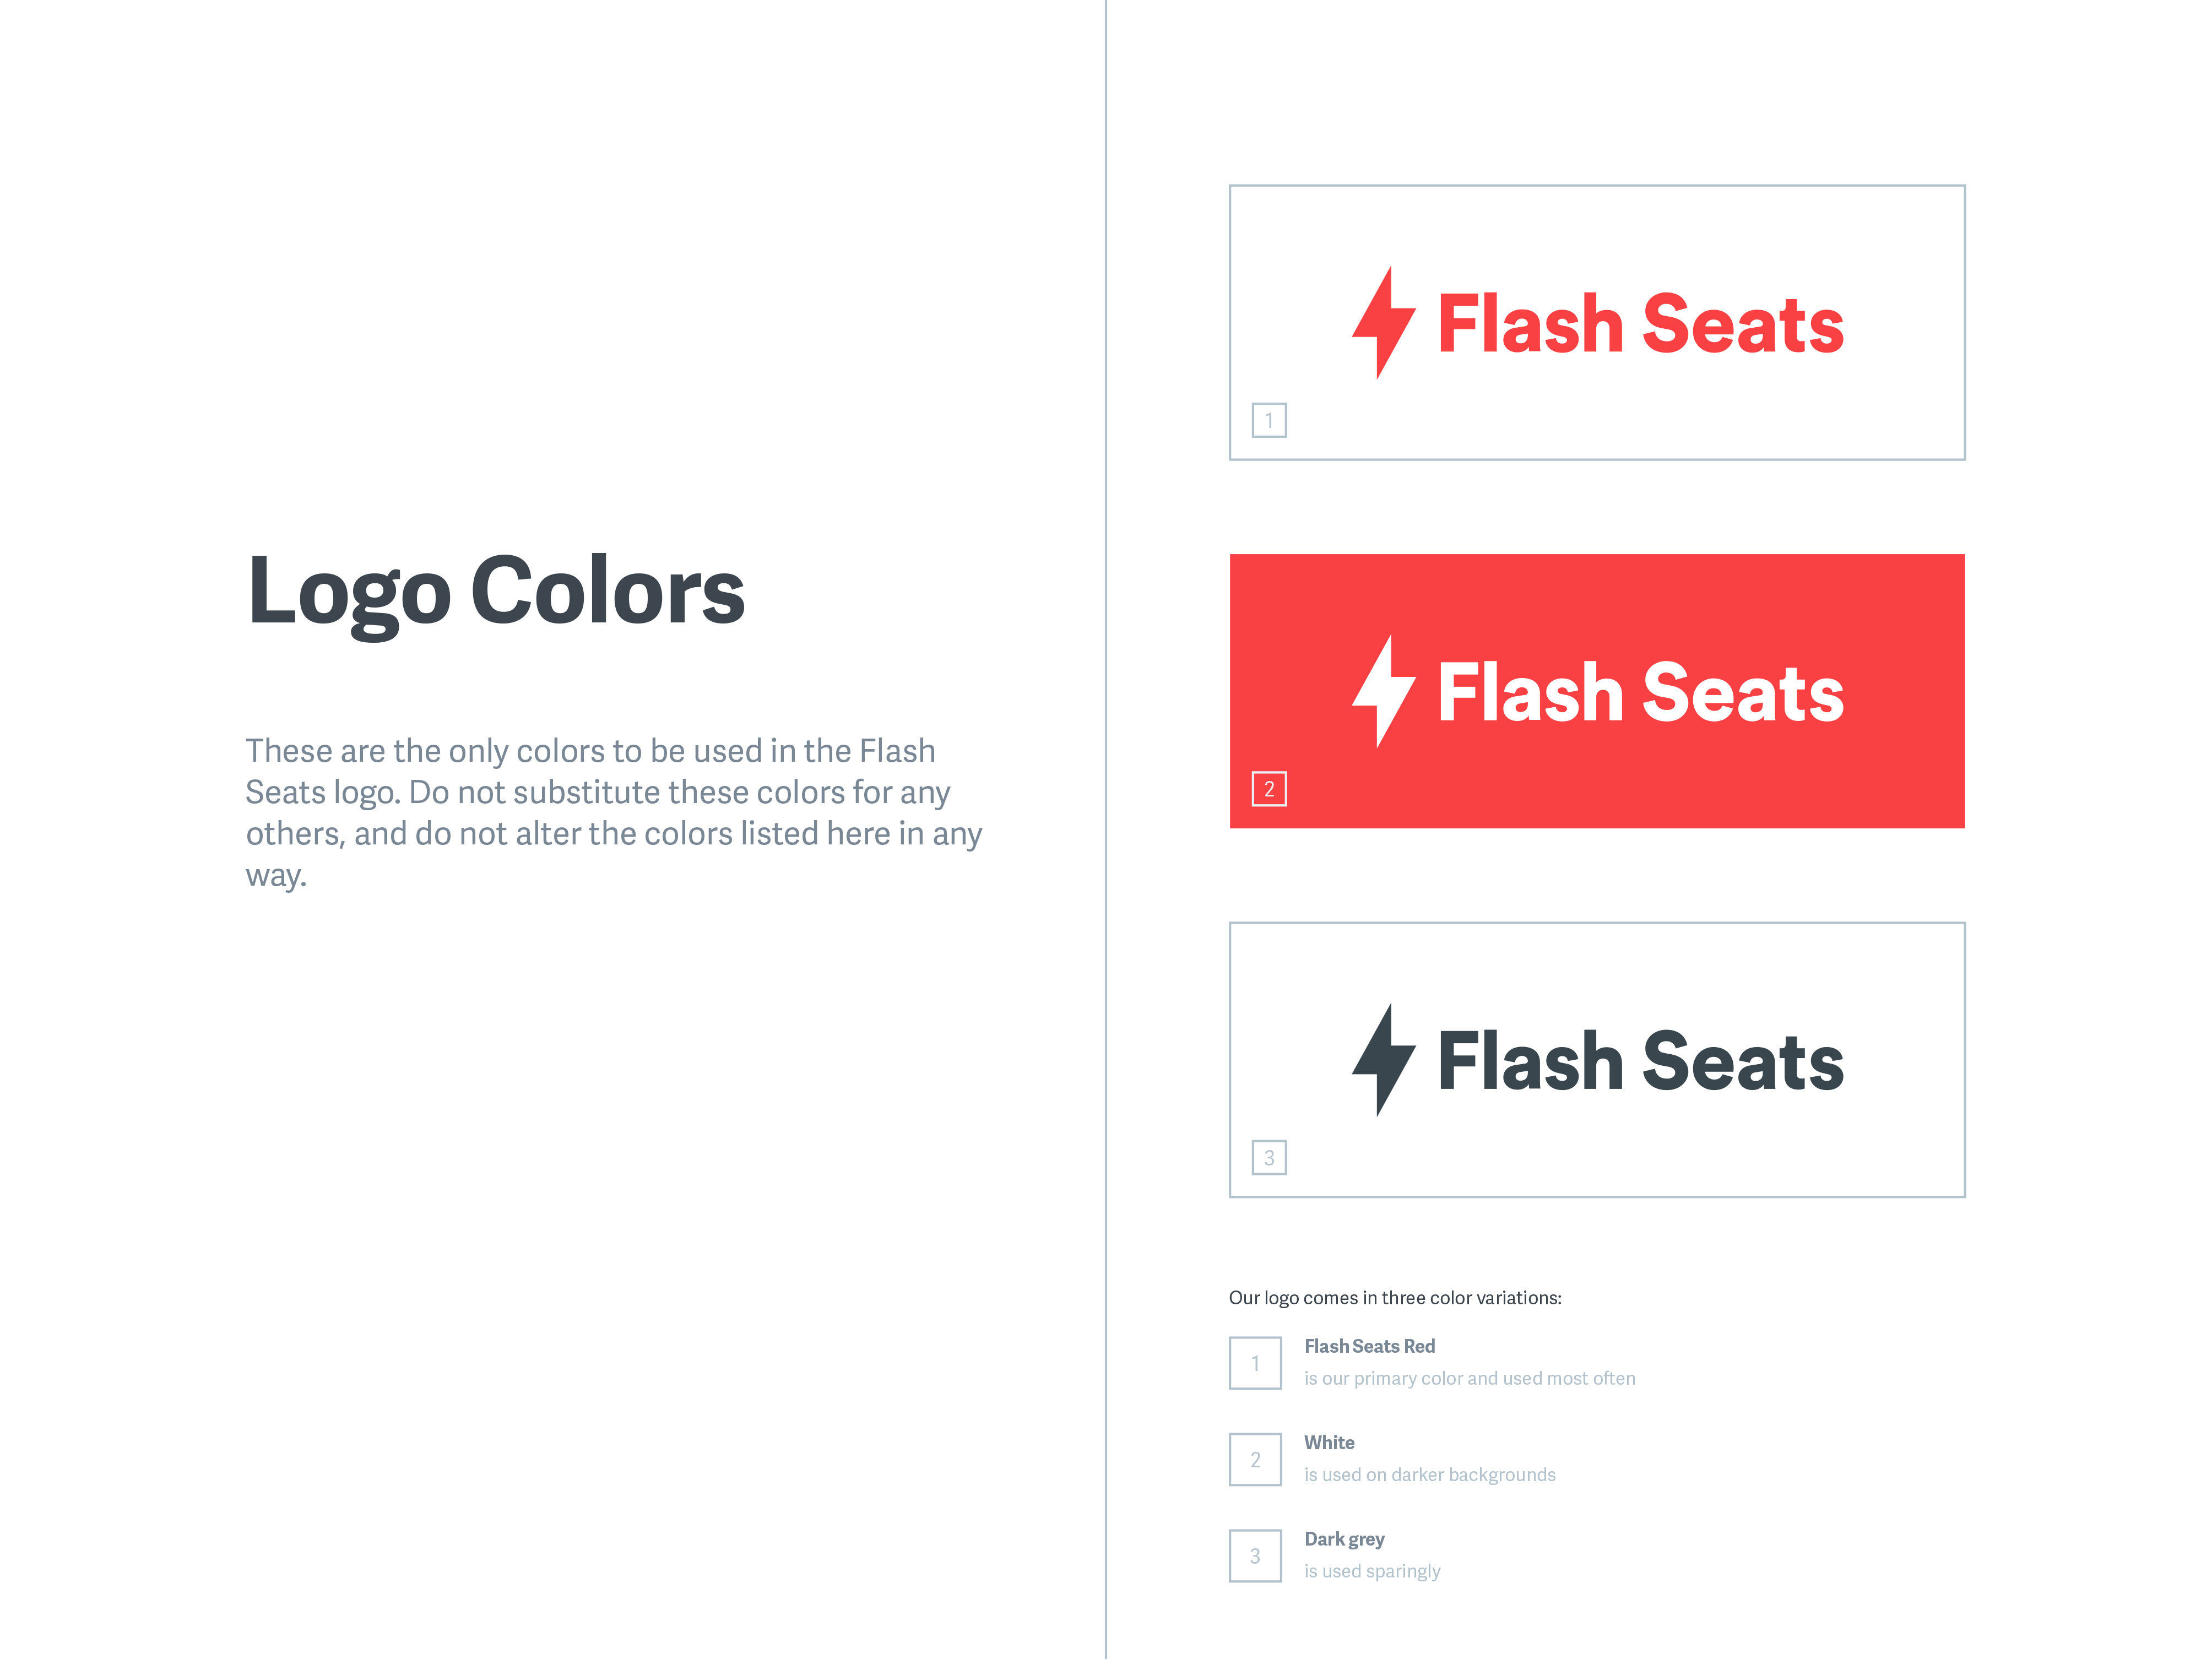 Logo Colors
These are the only colors to be used in the Flash
Seats logo. Do not substitute these colors for any
others, and do not alter the colors listed here in any
way.
Flash Seats
1
Flash Seats
2
Flash Seats
3
Our logo comes in three color variations:
1
Flash Seats Red
is our primary color and used most often
2
White
is used on darker backgrounds
3
Dark grey
is used sparingly